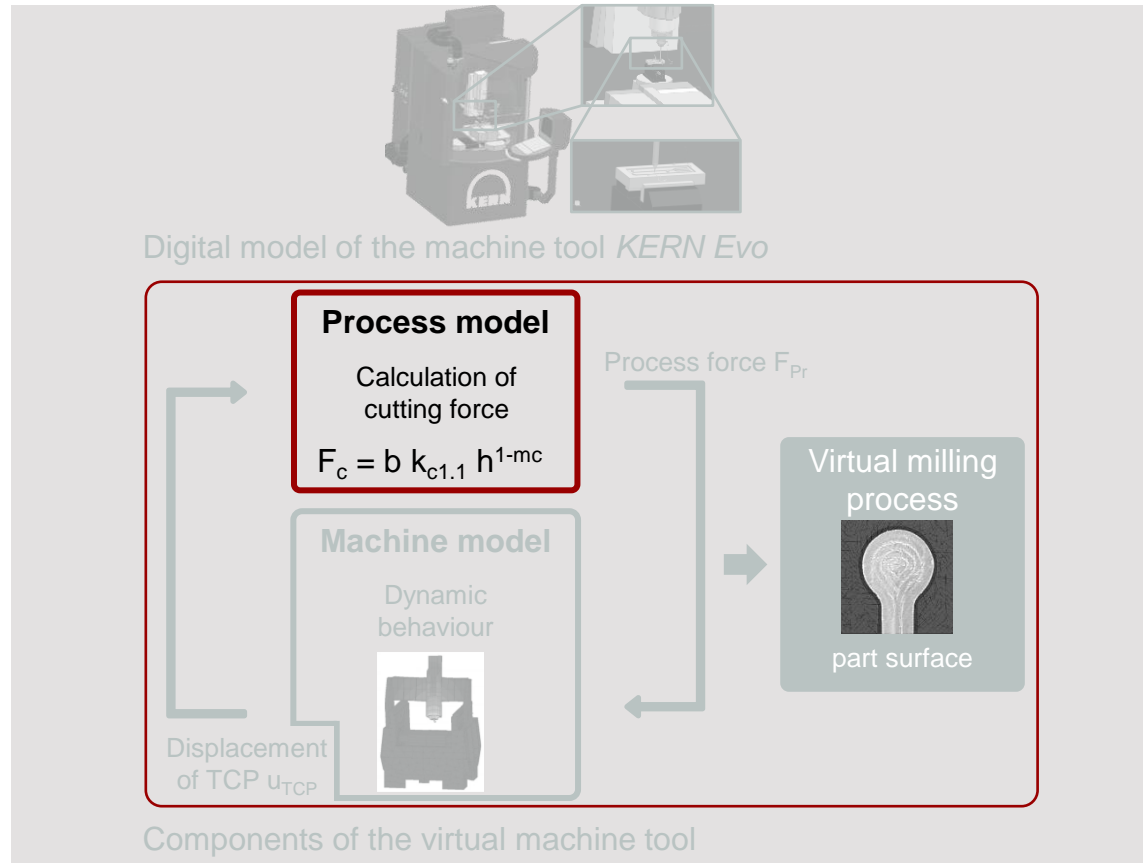 KERN
Digital model of the machine tool KERN Evo
Process model
Calculation of
cutting force
F_c = b k_c1.1 h^1-mc
Process force F_Pr
Machine model
Dynamic
behaviour
Displacement
of TCP u_TCP
Virtual milling
process
part surface
Components of the virtual machine tool